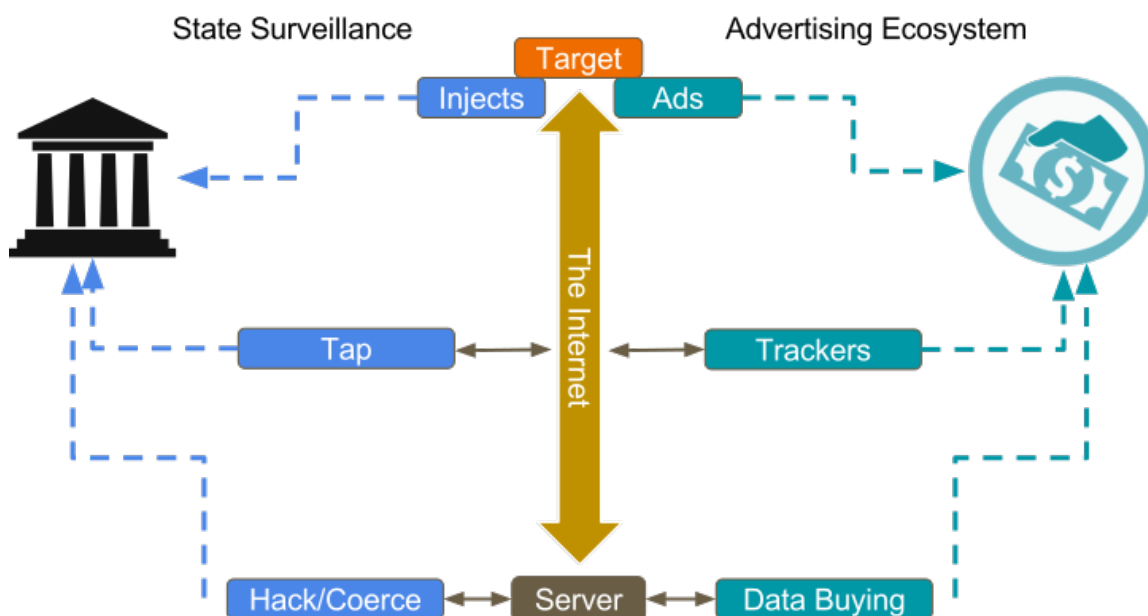 State Surveillance
Advertising Ecosystem
Target
Injects
Ads
The Internet
Tap
Trackers
$
Hack/Coerce
Server
Data Buying